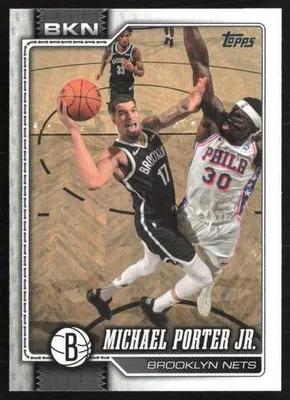 BKN
Topps
33
BROOKLYN
17
PHILA
30
B
MICHAEL PORTER JR.
BROOKLYN NETS